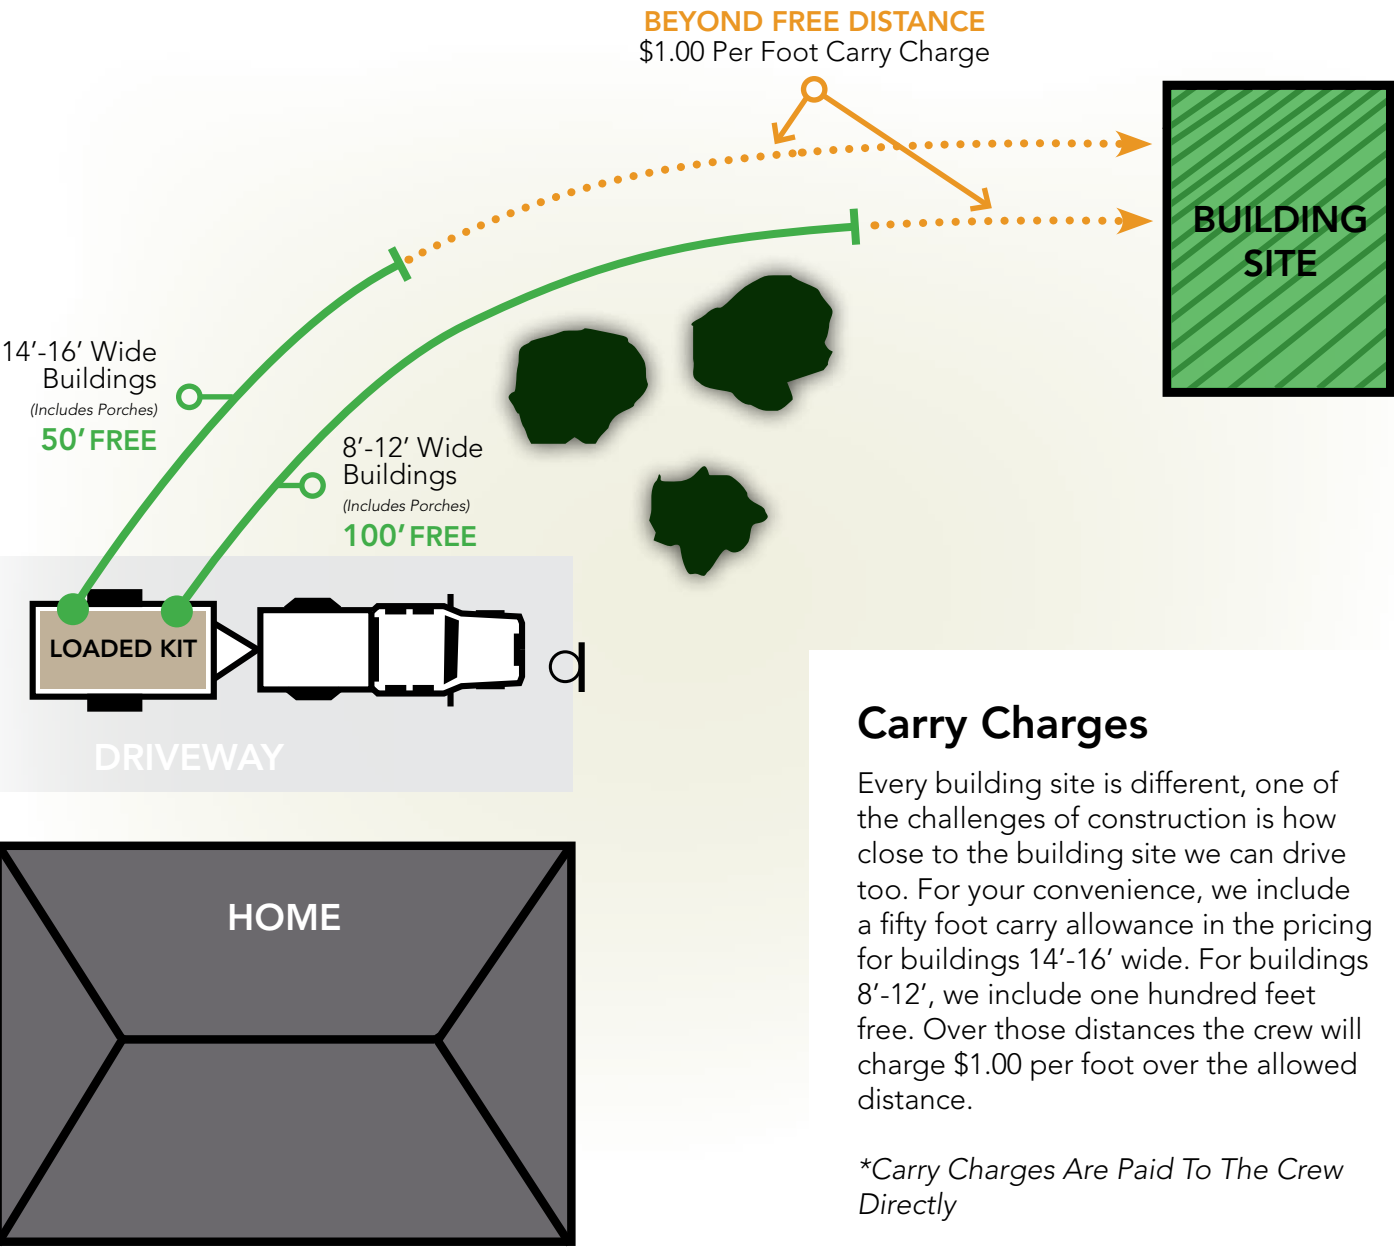 BEYOND FREE DISTANCE
$1.00 Per Foot Carry Charge
BUILDING
SITE
14’-16’ Wide
Buildings
(Includes Porches)
50’ FREE
8’-12’ Wide
Buildings
(Includes Porches)
100’ FREE
LOADED KIT
DRIVEWAY
HOME
Carry Charges
Every building site is different, one of
the challenges of construction is how
close to the building site we can drive
too. For your convenience, we include
a fifty foot carry allowance in the pricing
for buildings 14’-16’ wide. For buildings
8’-12’, we include one hundred feet
free. Over those distances the crew will
charge $1.00 per foot over the allowed
distance.
*Carry Charges Are Paid To The Crew
Directly